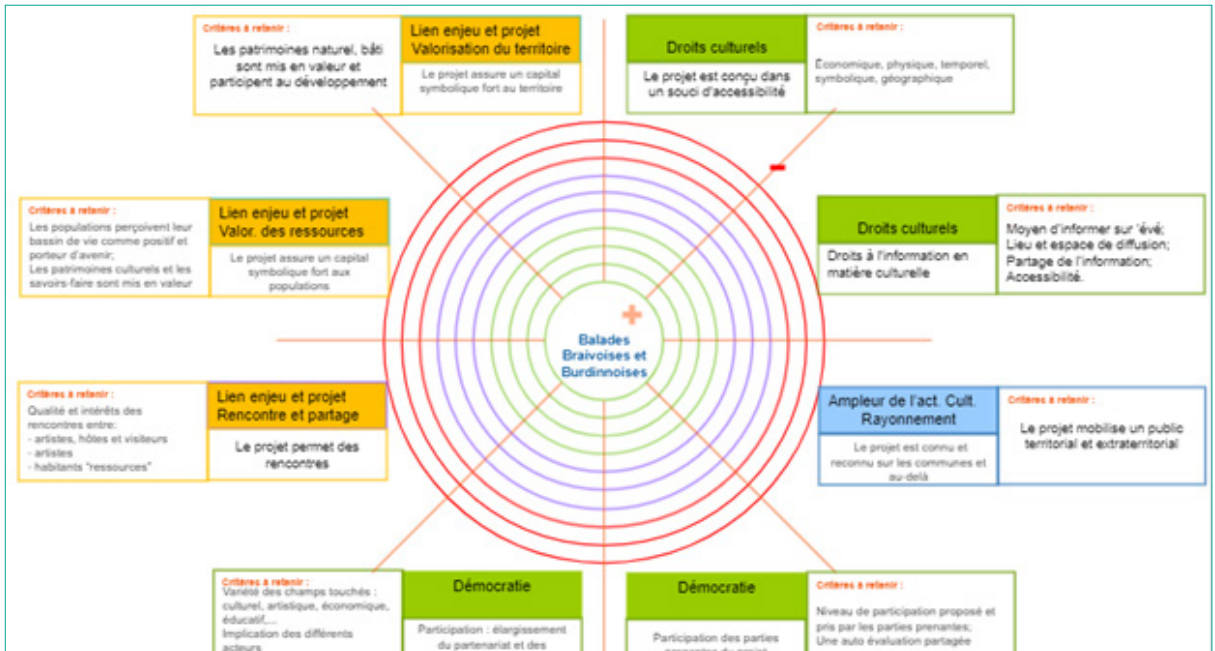 Critères à retenir :
Les patrimoines naturel, bâti
sont mis en valeur et
participent au développement
Lien enjeu et projet
Valorisation du territoire
Le projet assure un capital
symbolique fort au territoire
Droits culturels
Le projet est conçu dans
un souci d'accessibilité
Critères à retenir :
Économique, physique, temporel,
symbolique, géographique
Critères à retenir :
Les populations perçoivent leur
bassin de vie comme positif et
porteur d'avenir;
Les patrimoines culturels et les
savoirs-faire sont mis en valeur
Lien enjeu et projet
Valor. des ressources
Le projet assure un capital
symbolique fort aux
populations
Droits culturels
Droits à l'information en
matière culturelle
Critères à retenir :
Moyen d'informer sur 'évé;
Lieu et espace de diffusion;
Partage de l'information;
Accessibilité.
Balades
Braivoises et
Burdinnoises
Critères à retenir :
Qualité et intérêts des
rencontres entre:
- artistes, hôtes et visiteurs
- artistes
- habitants "ressources"
Lien enjeu et projet
Rencontre et partage
Le projet permet des
rencontres
Ampleur de l'act. Cult.
Rayonnement
Le projet est connu et
reconnu sur les communes et
au-delà
Critères à retenir :
Le projet mobilise un public
territorial et extraterritorial
Critères à retenir :
Variété des champs touchés :
culturel, artistique, économique,
éducatif,...
Implication des différents
acteurs
Démocratie
Participation : élargissement
du partenariat et des
Démocratie
Participation des parties
prenantes du projet
Critères à retenir :
Niveau de participation proposé et
pris par les parties prenantes;
Une auto évaluation partagée